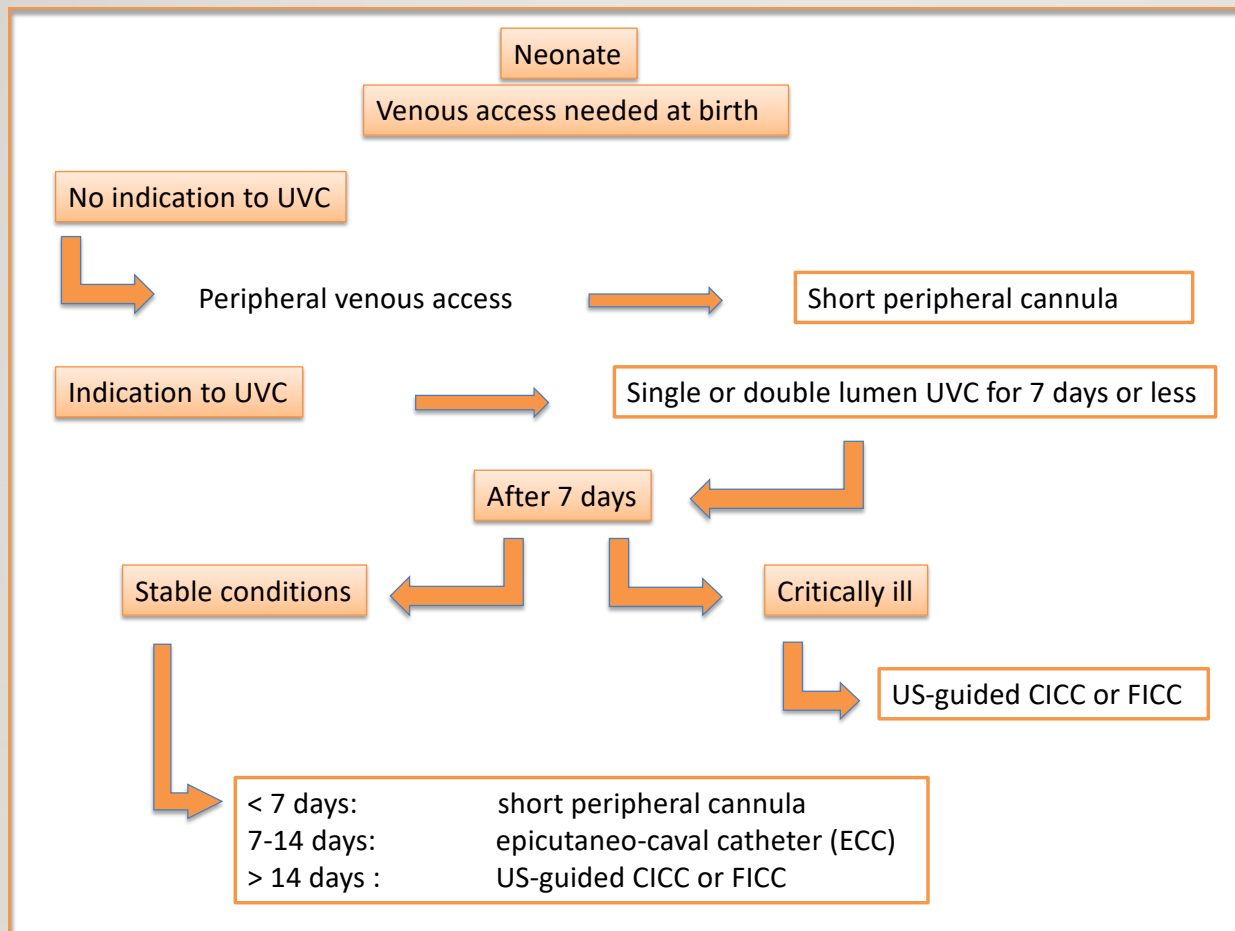 Neonate
Venous access needed at birth
No indication to UVC
Peripheral venous access
Short peripheral cannula
Indication to UVC
Single or double lumen UVC for 7 days or less
After 7 days
Stable conditions
Critically ill
US-guided CICC or FICC
< 7 days: short peripheral cannula
7-14 days: epicutaneo-caval catheter (ECC)
> 14 days : US-guided CICC or FICC